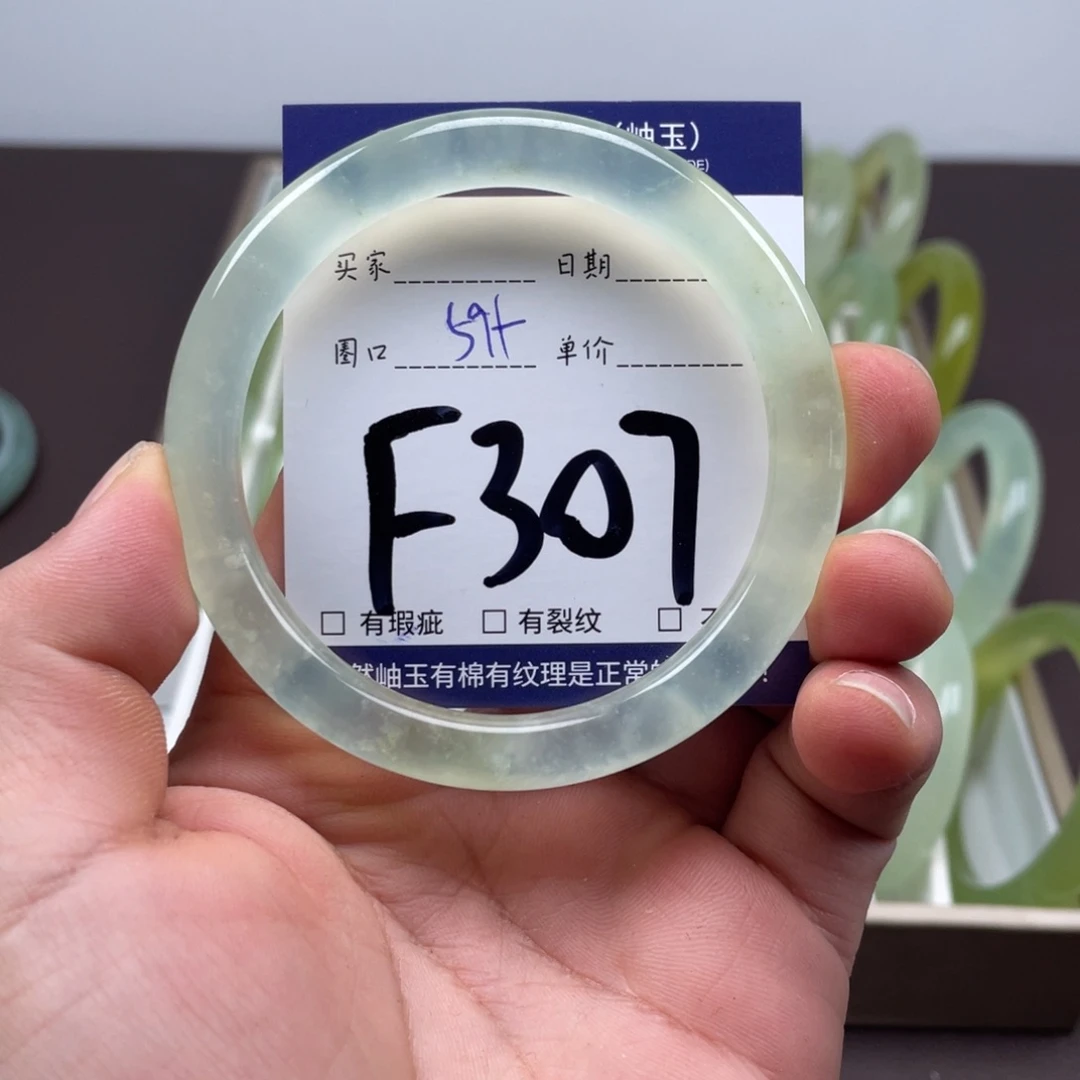 岫玉）
买家 日期
圈口 59+ 单价
F307
□ 有瑕疵 □ 有裂纹 □
然岫玉有棉有纹理是正常